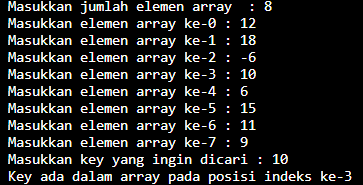 Masukkan jumlah elemen array  : 8
Masukkan elemen array ke-0 : 12
Masukkan elemen array ke-1 : 18
Masukkan elemen array ke-2 : -6
Masukkan elemen array ke-3 : 10
Masukkan elemen array ke-4 : 6
Masukkan elemen array ke-5 : 15
Masukkan elemen array ke-6 : 11
Masukkan elemen array ke-7 : 9
Masukkan key yang ingin dicari : 10
Key ada dalam array pada posisi indeks ke-3